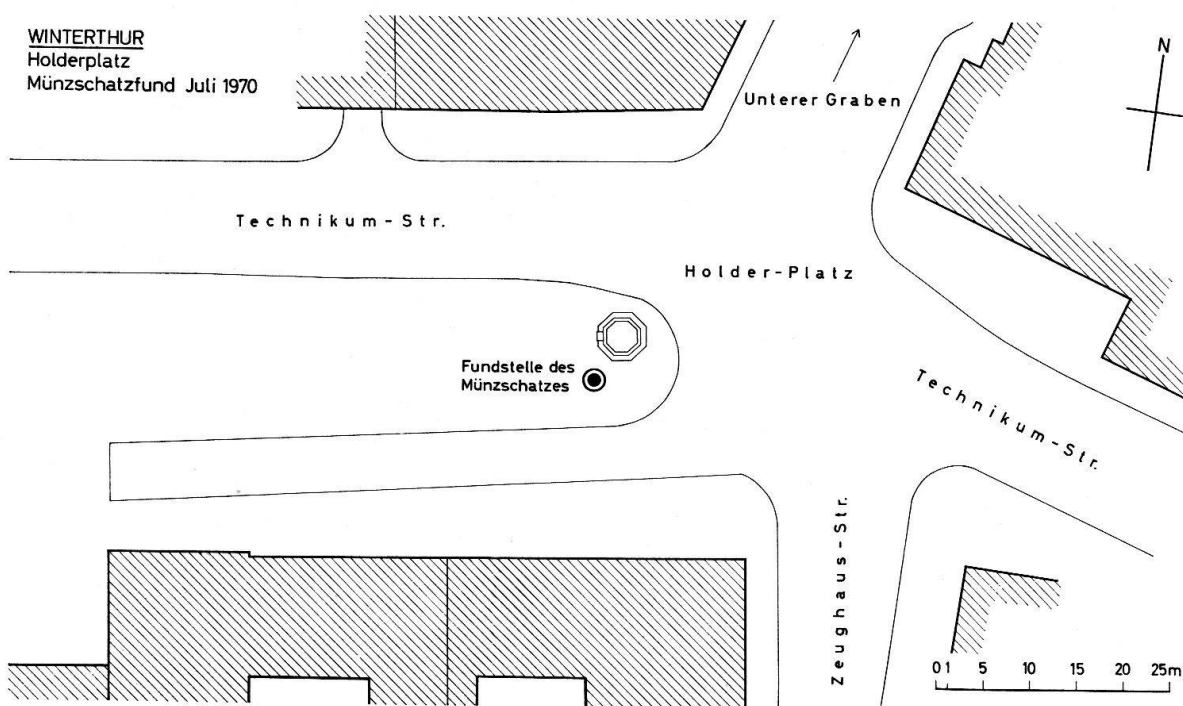 WINTERTHUR
Holderplatz
Münzschatzfund Juli 1970
N
Unterer Graben
Technikum-Str.
Holder-Platz
Fundstelle des
Münzschatzes
Technikum-Str.
Zeughaus-Str.
0 1 5 10 15 20 25m